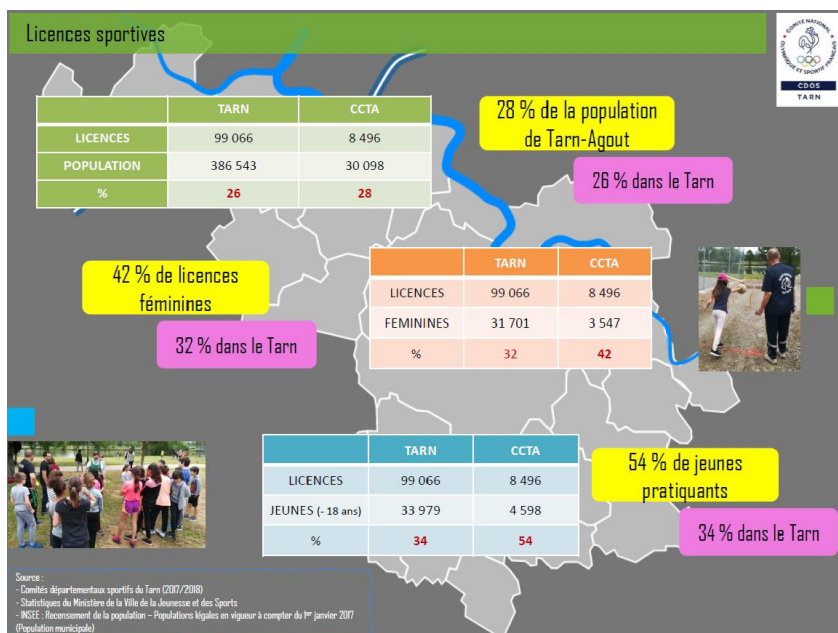 Licences sportives
COMITÉ NATIONAL OLYMPIQUE ET SPORTIF FRANÇAIS
CDOS
TARN
TARN CCTA
LICENCES 99 066 8 496
POPULATION 386 543 30 098
% 26 28
28 % de la population
de Tarn-Agout
26 % dans le Tarn
42 % de licences
féminines
32 % dans le Tarn
TARN CCTA
LICENCES 99 066 8 496
FEMININES 31 701 3 547
% 32 42
TARN CCTA
LICENCES 99 066 8 496
JEUNES (- 18 ans) 33 979 4 598
% 34 54
54 % de jeunes
pratiquants
34 % dans le Tarn
Source :
- Comités départementaux sportifs du Tarn (2017/2018)
- Statistiques du Ministère de la Ville de la Jeunesse et des Sports
- INSEE : Recensement de la population – Populations légales en vigueur à compter du 1er janvier 2017
(Population municipale)